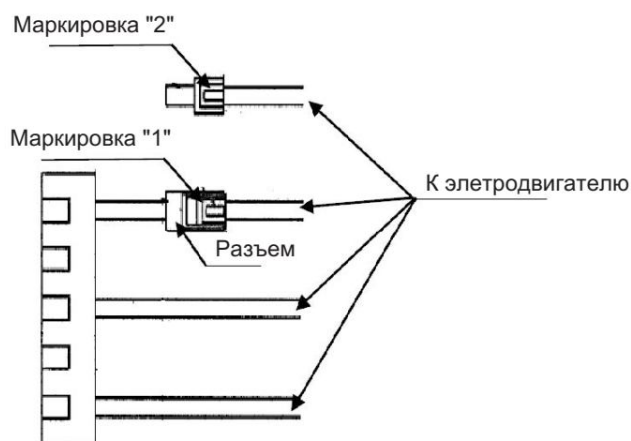 Маркировка "2"
Маркировка "1"
К элетродвигателю
Разъем